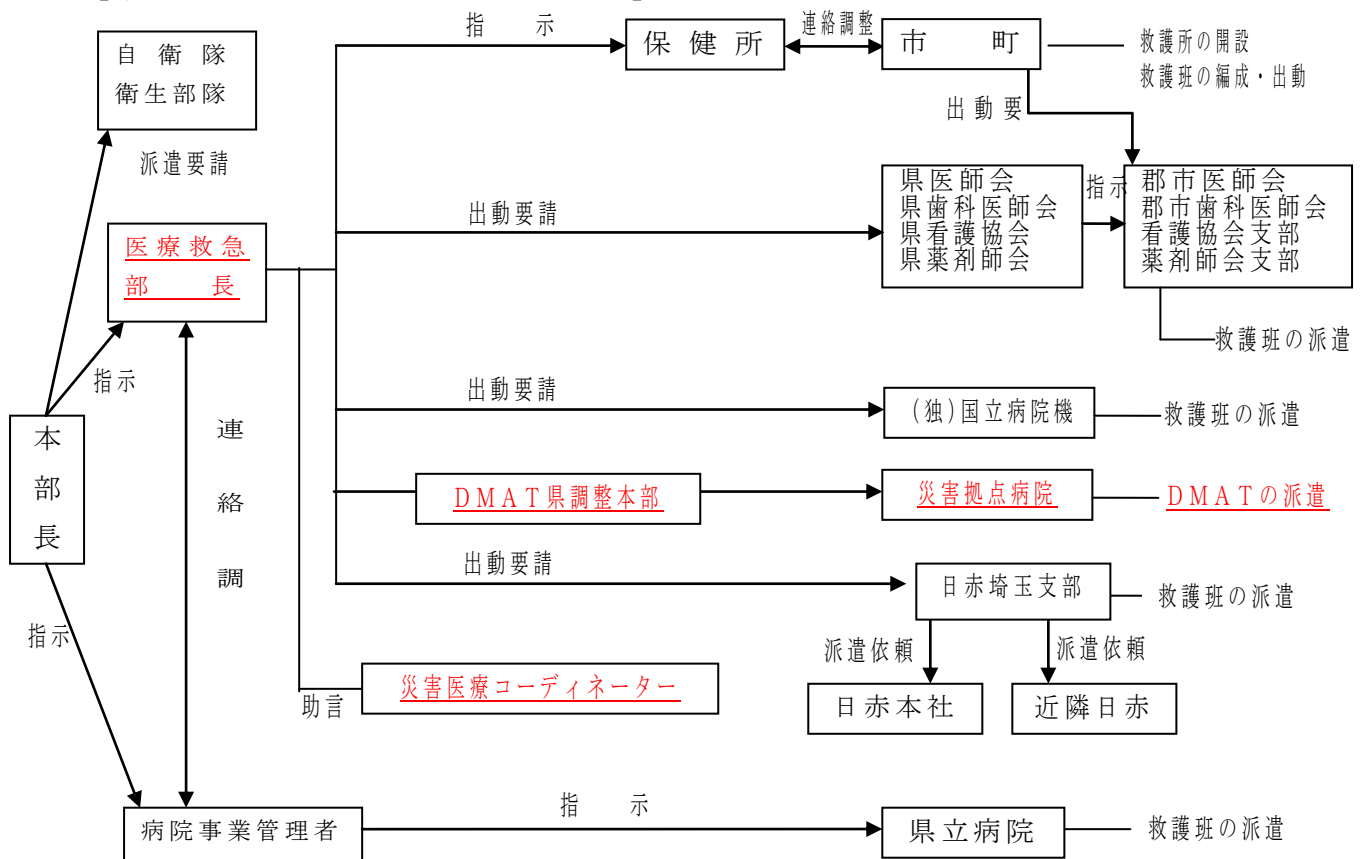 指　示
保健所
連絡調整
市　町
救護所の開設
救護班の編成・出動
自衛隊
衛生部隊
派遣要請
出動要
出動要請
県医師会
県歯科医師会
県看護協会
県薬剤師会
指示
郡市医師会
郡市歯科医師会
看護協会支部
薬剤師会支部
救護班の派遣
医療救急
部　長
指示
出動要請
(独)国立病院機
救護班の派遣
本部長
連絡調
DMAT県調整本部
災害拠点病院
DMATの派遣
出動要請
日赤埼玉支部
救護班の派遣
指示
派遣依頼
派遣依頼
助言
災害医療コーディネーター
日赤本社
近隣日赤
病院事業管理者
指　示
県立病院
救護班の派遣